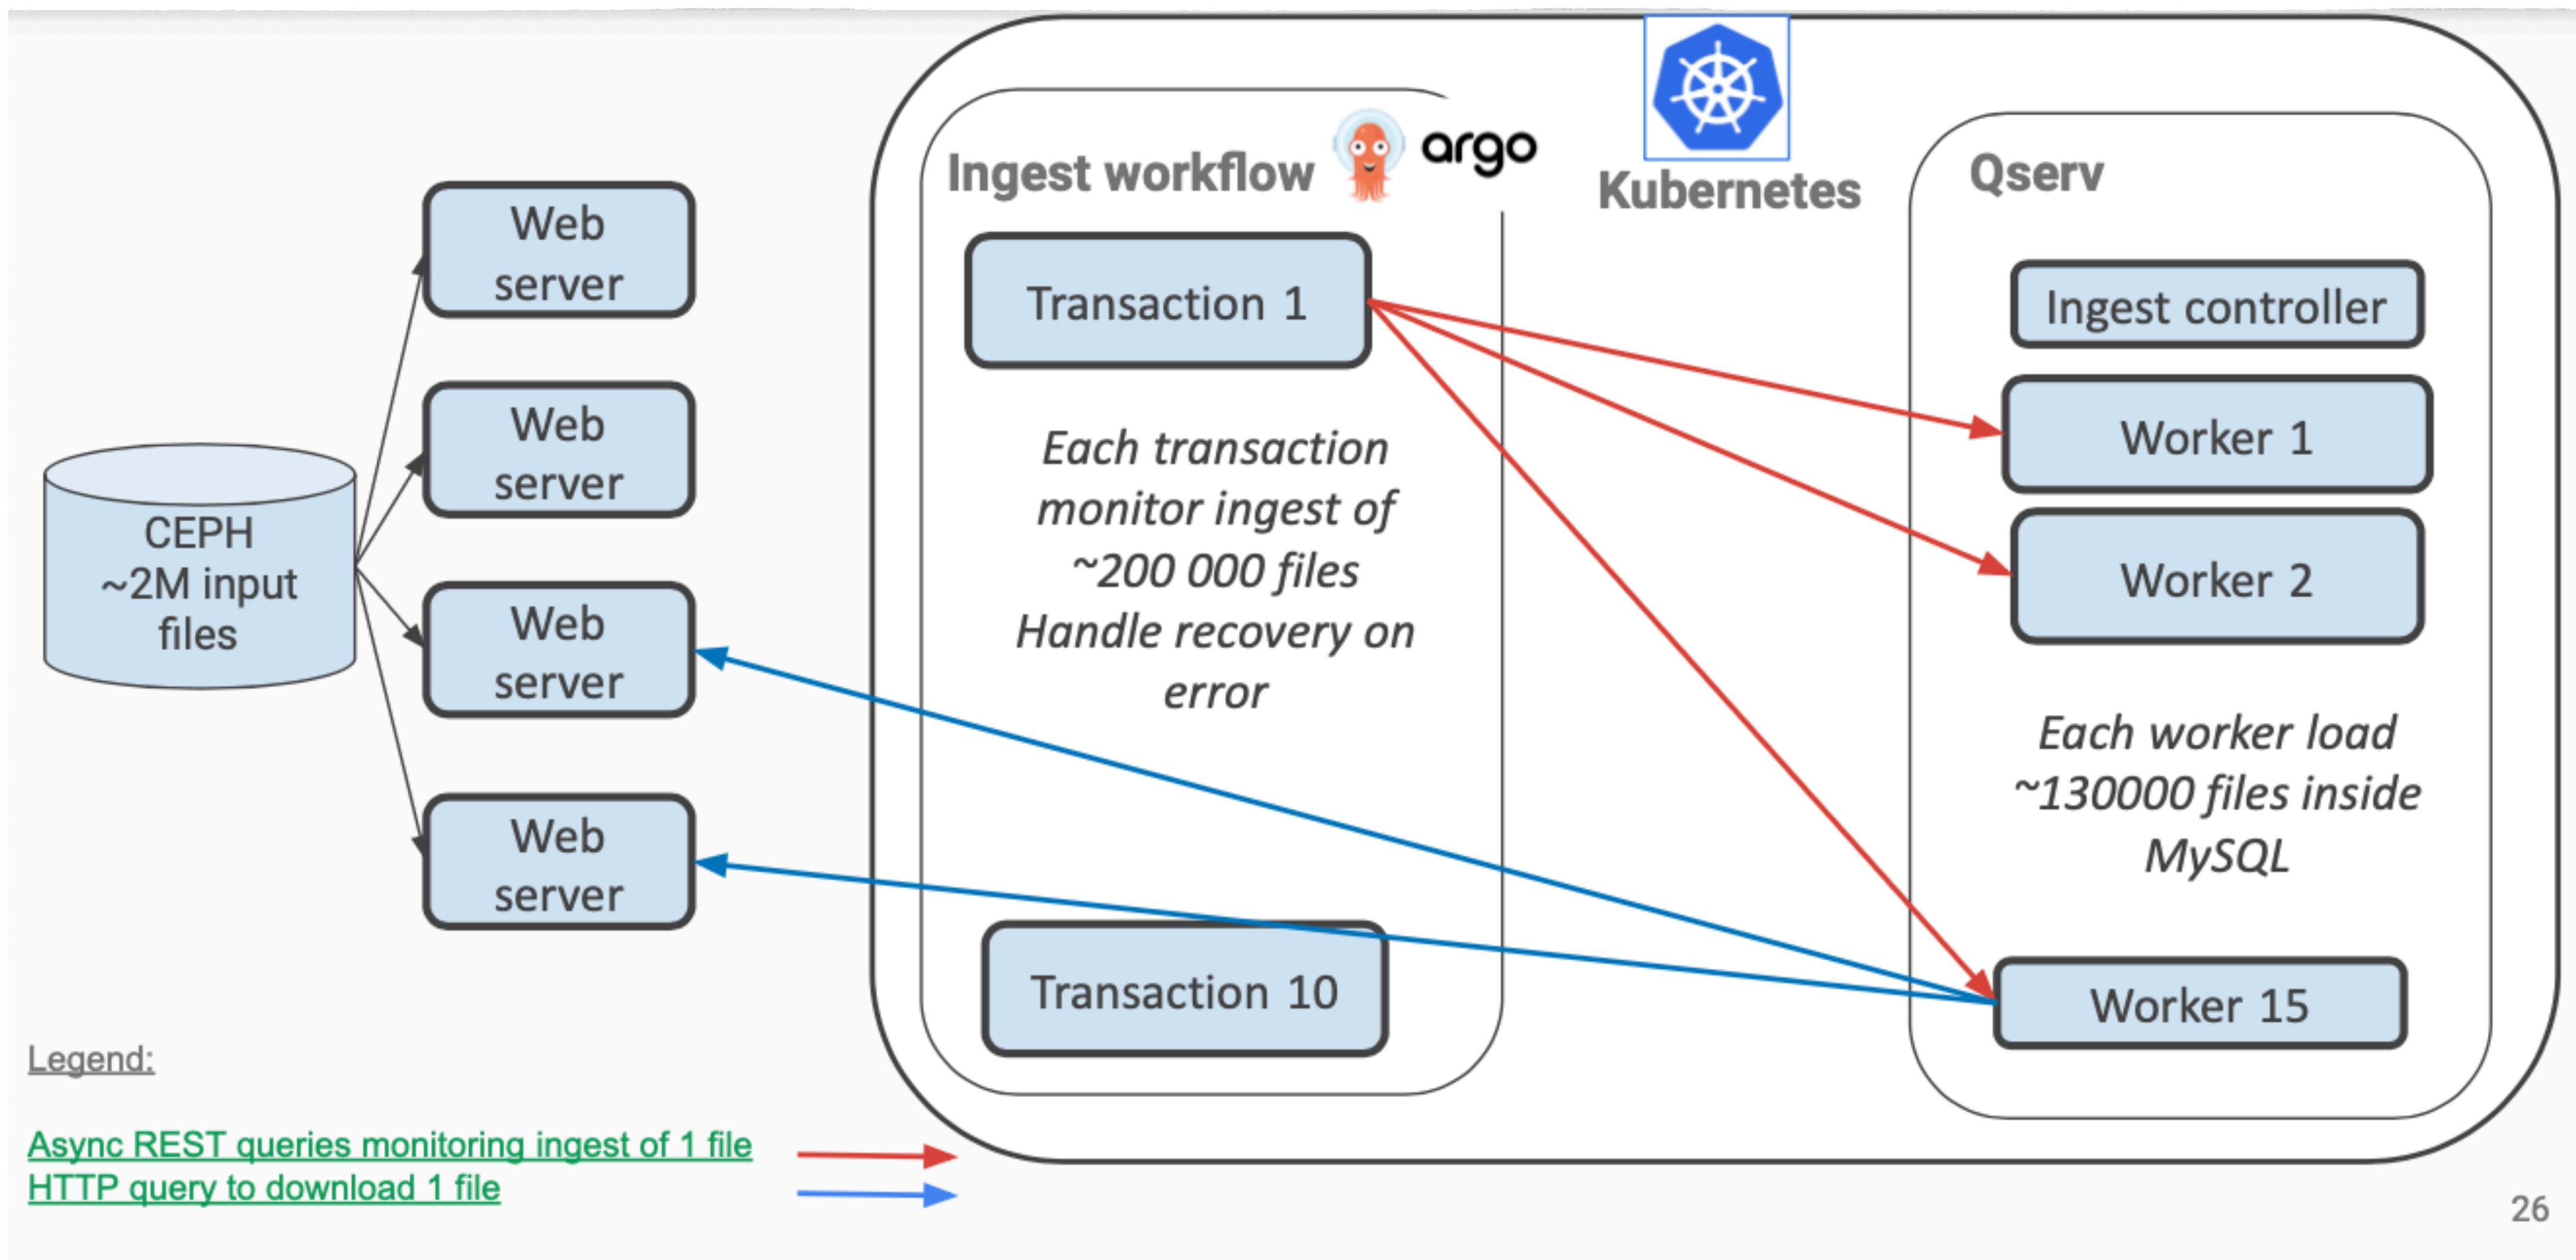 Web
server
Web
server
Web
server
Web
server
CEPH
~2M input
files
Ingest workflow
argo
Kubernetes
Qserv
Transaction 1
Each transaction
monitor ingest of
~200 000 files
Handle recovery on
error
Transaction 10
Ingest controller
Worker 1
Worker 2
Each worker load
~130000 files inside
MySQL
Worker 15
Legend:
Async REST queries monitoring ingest of 1 file
HTTP query to download 1 file
26